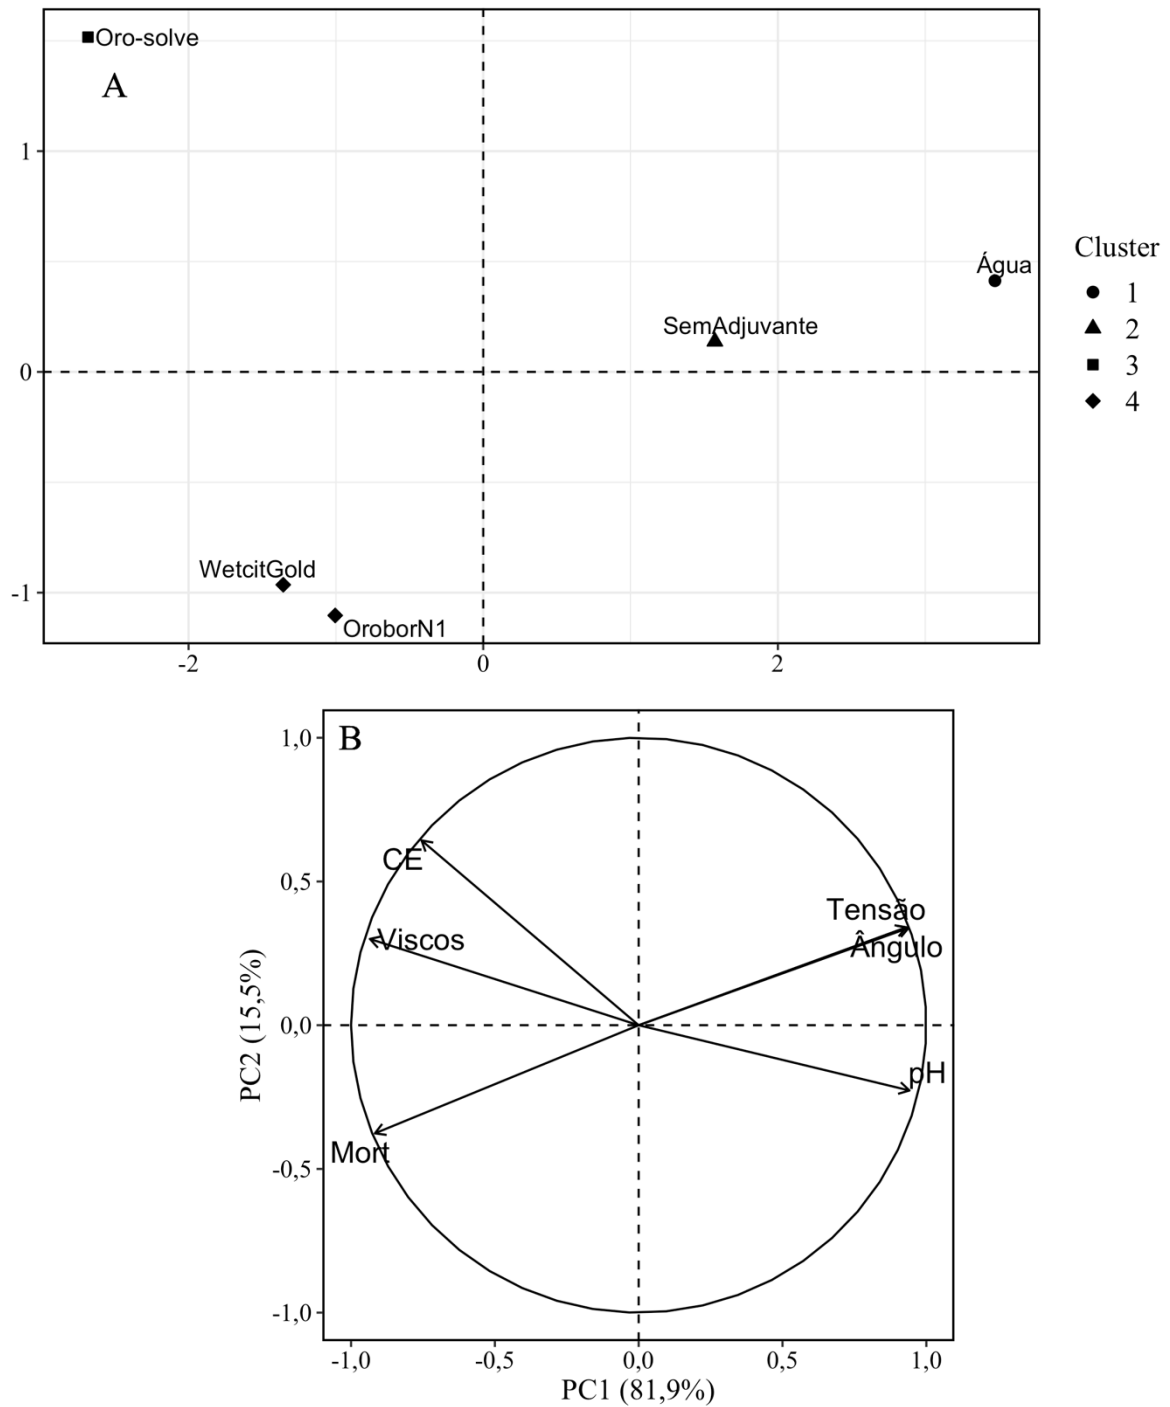 Oro-solve
A
1
Água
SemAdjuvante
0
WetcitGold
-1
OroborN1
-2
0
2
Cluster
1
2
3
4
B
1,0
CE
0,5
Tensão
Viscos
Ângulo
0,0
pH
Mort
-0,5
-1,0
PC2 (15,5%)
-1,0
-0,5
0,0
0,5
1,0
PC1 (81,9%)